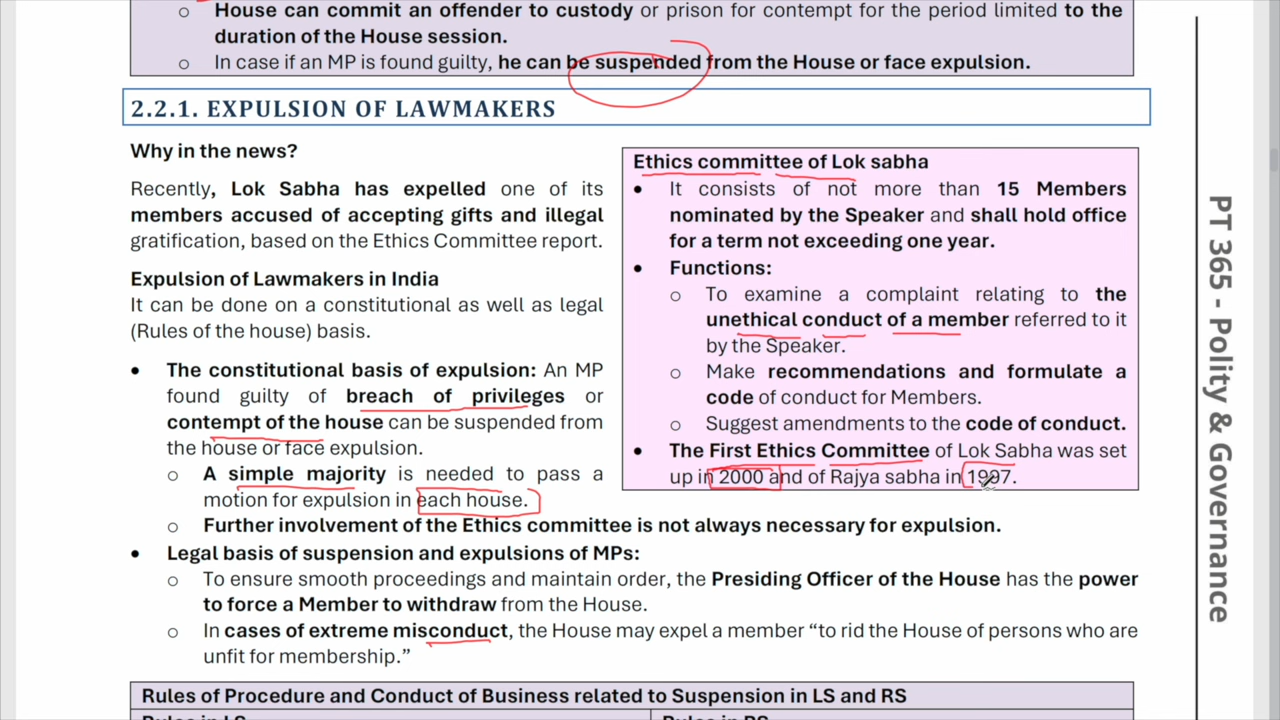 House can commit an offender to custody or prison for contempt for the period limited to the
duration of the House session.
○ In case if an MP is found guilty, he can be suspended from the House or face expulsion.
2.2.1. EXPULSION OF LAWMAKERS
Why in the news?
Recently, Lok Sabha has expelled one of its
members accused of accepting gifts and illegal
gratification, based on the Ethics Committee report.
Expulsion of Lawmakers in India
It can be done on a constitutional as well as legal
(Rules of the house) basis.
• The constitutional basis of expulsion: An MP
found guilty of breach of privileges or
contempt of the house can be suspended from
the house or face expulsion.
○ A simple majority is needed to pass a
motion for expulsion in each house.
Ethics committee of Lok sabha
• It consists of not more than 15 Members
nominated by the Speaker and shall hold office
for a term not exceeding one year.
• Functions:
○ To examine a complaint relating to the
unethical conduct of a member referred to it
by the Speaker.
○ Make recommendations and formulate a
code of conduct for Members.
○ Suggest amendments to the code of conduct.
• The First Ethics Committee of Lok Sabha was set
up in 2000 and of Rajya sabha in 1997.
○ Further involvement of the Ethics committee is not always necessary for expulsion.
• Legal basis of suspension and expulsions of MPs:
○ To ensure smooth proceedings and maintain order, the Presiding Officer of the House has the power
to force a Member to withdraw from the House.
○ In cases of extreme misconduct, the House may expel a member “to rid the House of persons who are
unfit for membership.”
Rules of Procedure and Conduct of Business related to Suspension in LS and RS
Rules in LS
Rules in RS
PT 365 - Polity & Governance